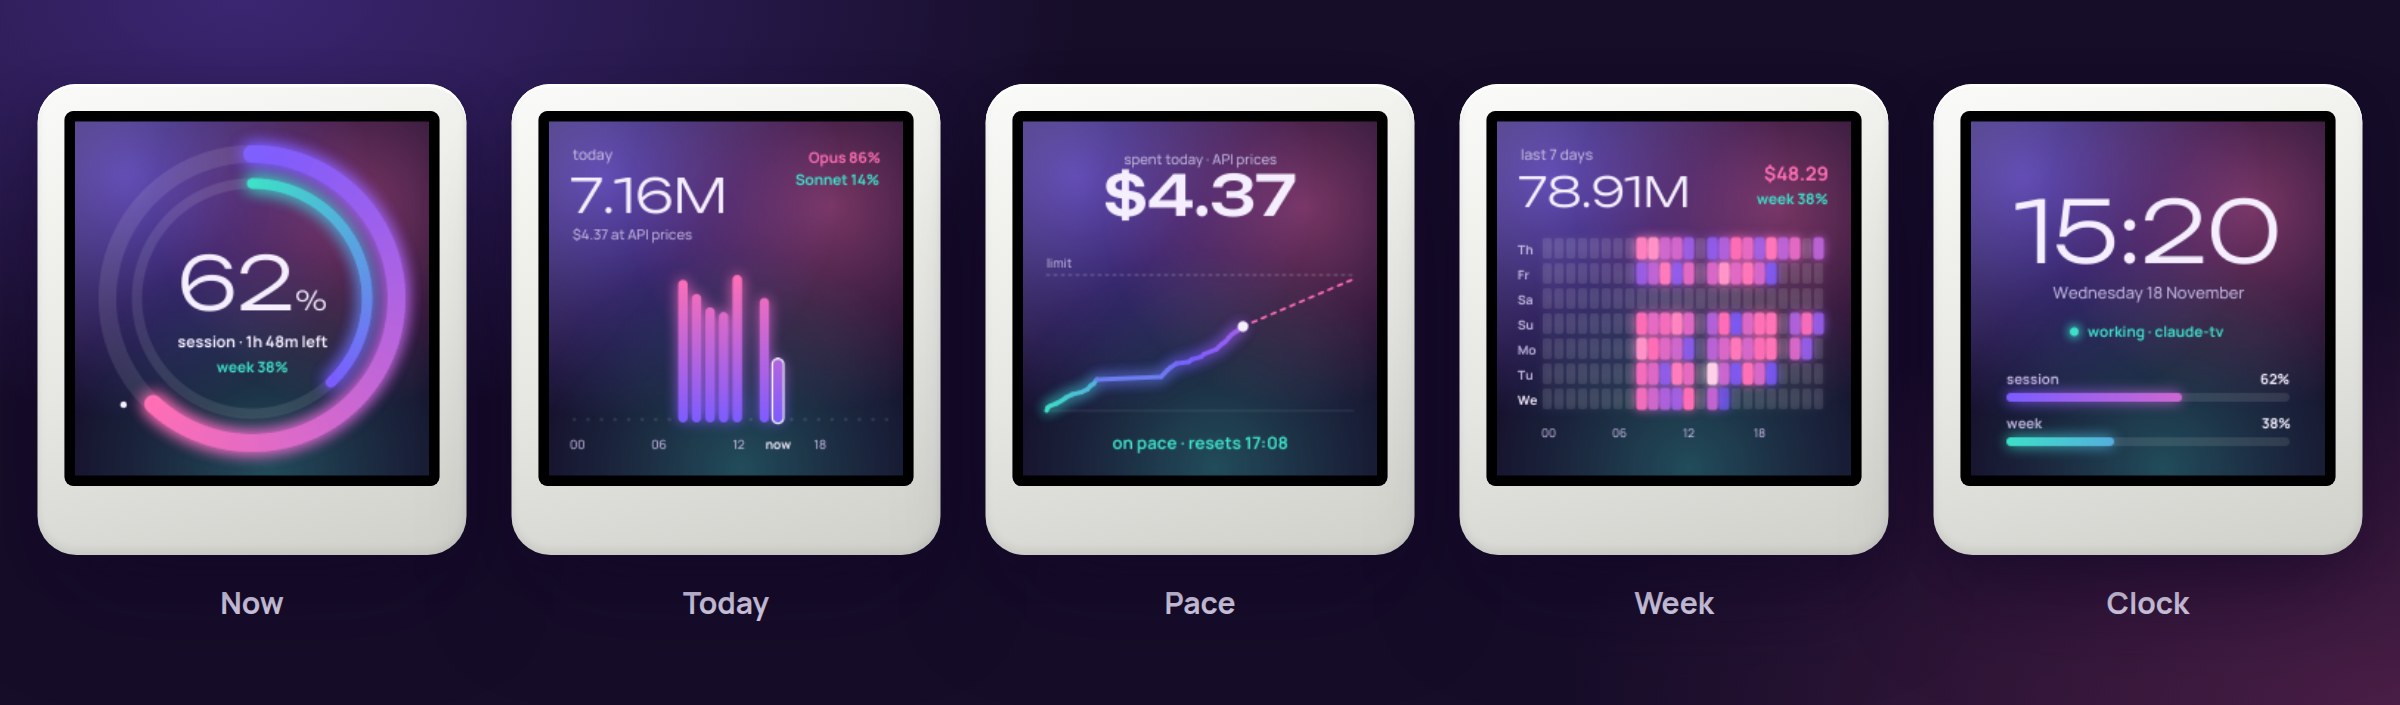 62%
session · 1h 48m left
week 38%
Now
today
7.16M
$4.37 at API prices
Opus 86%
Sonnet 14%
00 06 12 now 18
Today
spent today · API prices
$4.37
limit
on pace · resets 17:08
Pace
last 7 days
78.91M
$48.29
week 38%
Th
Fr
Sa
Su
Mo
Tu
We
00 06 12 18
Week
15:20
Wednesday 18 November
working · claude-tv
session 62%
week 38%
Clock